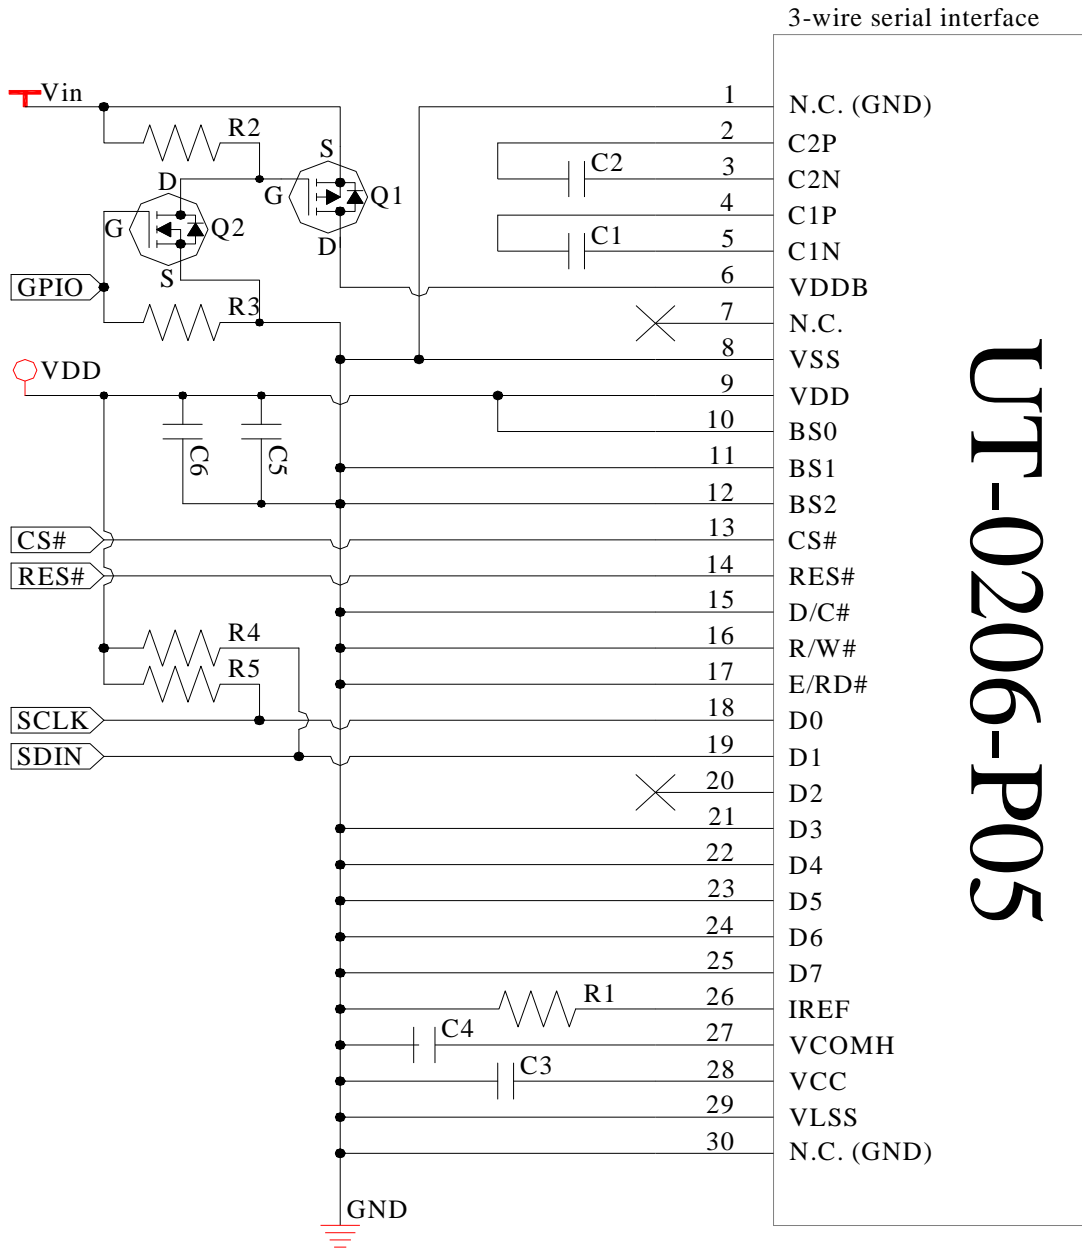 3-wire serial interface
Vin
R2
S
D
G
Q1
G
Q2
D
S
GPIO
R3
VDD
C6
C5
CS#
RES#
R4
R5
SCLK
SDIN
C2
C1
R1
C4
C3
GND
1 N.C. (GND)
2 C2P
3 C2N
4 C1P
5 C1N
6 VDDB
7 N.C.
8 VSS
9 VDD
10 BS0
11 BS1
12 BS2
13 CS#
14 RES#
15 D/C#
16 R/W#
17 E/RD#
18 D0
19 D1
20 D2
21 D3
22 D4
23 D5
24 D6
25 D7
26 IREF
27 VCOMH
28 VCC
29 VLSS
30 N.C. (GND)
UT-0206-P05